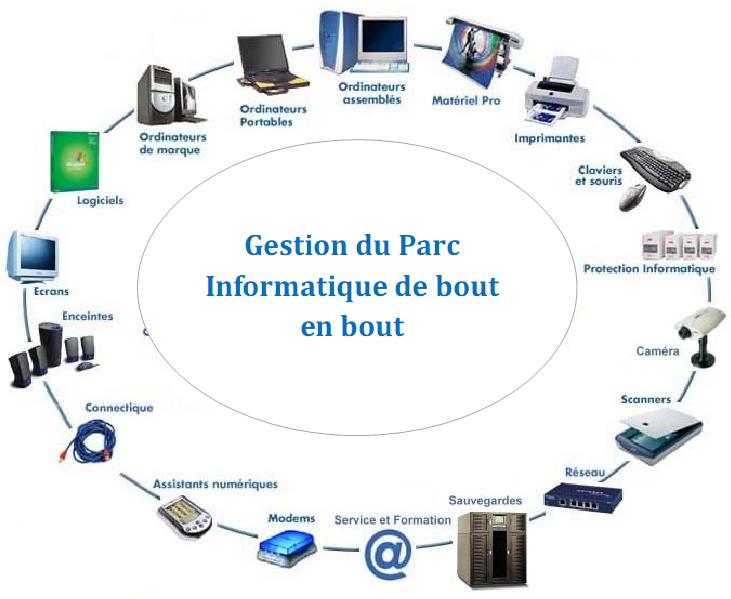 Ordinateurs
assemblés
Ordinateurs
Portables
Matériel Pro
Ordinateurs
de marque
Imprimantes
Claviers
et souris
Logiciels
Gestion du Parc
Informatique de bout
en bout
Protection Informatique
Ecrans
Enceintes
Caméra
Connectique
Scanners
Assistants numériques
Réseau
Modems
Service et Formation
@
Sauvegardes